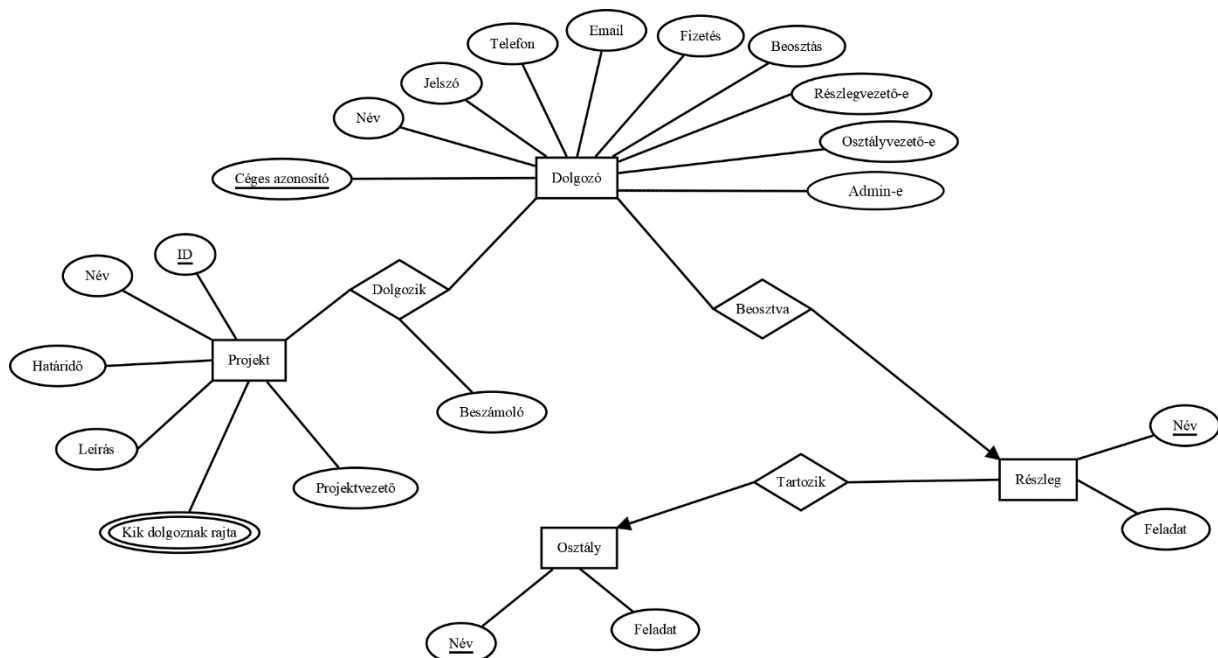 Email
Telefon
Fizetés
Beosztás
Jelszó
Részlegvezető-e
Név
Osztályvezető-e
Céges azonosító
Dolgozó
Admin-e
ID
Név
Dolgozik
Beosztva
Határidő
Projekt
Beszámoló
Név
Leírás
Tartozik
Részleg
Projektvezető
Kik dolgoznak rajta
Feladat
Osztály
Feladat
Név